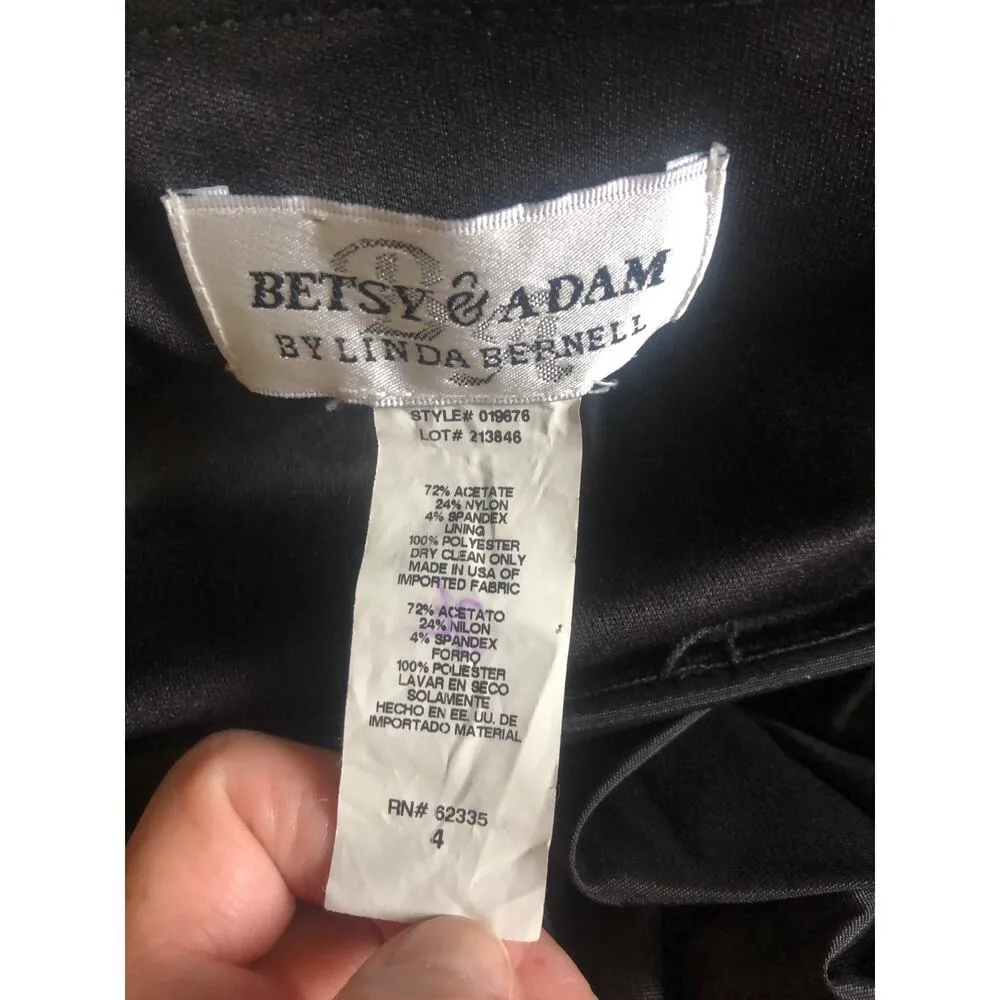 BETSY & ADAM
BY LINDA BERNELL
STYLE# 019676
LOT# 213846
72% ACETATE
24% NYLON
4% SPANDEX
LINING
100% POLYESTER
DRY CLEAN ONLY
MADE IN USA OF
IMPORTED FABRIC
72% ACETATO
24% NILON
4% SPANDEX
FORRO
100% POLIESTER
LAVAR EN SECO
SOLAMENTE
HECHO EN EE. UU. DE
IMPORTADO MATERIAL
RN# 62335
4